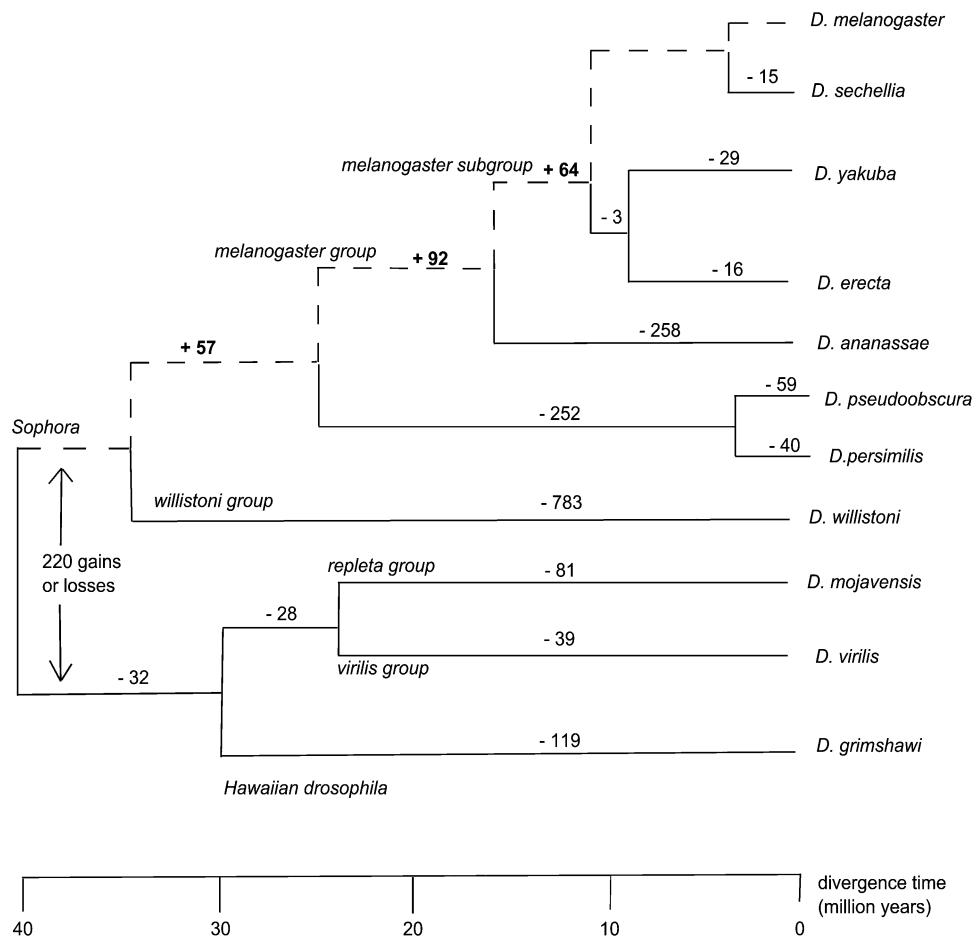 D. melanogaster
- 15
D. sechellia
melanogaster subgroup
+ 64
- 29
D. yakuba
- 3
melanogaster group
+ 92
- 16
D. erecta
- 258
D. ananassae
+ 57
- 59
D. pseudoobscura
- 252
Sophora
- 40
D.persimilis
willistoni group
- 783
D. willistoni
220 gains
or losses
repleta group
- 81
D. mojavensis
- 28
- 39
D. virilis
virilis group
- 32
- 119
D. grimshawi
Hawaiian drosophila
divergence time
(million years)
40
30
20
10
0